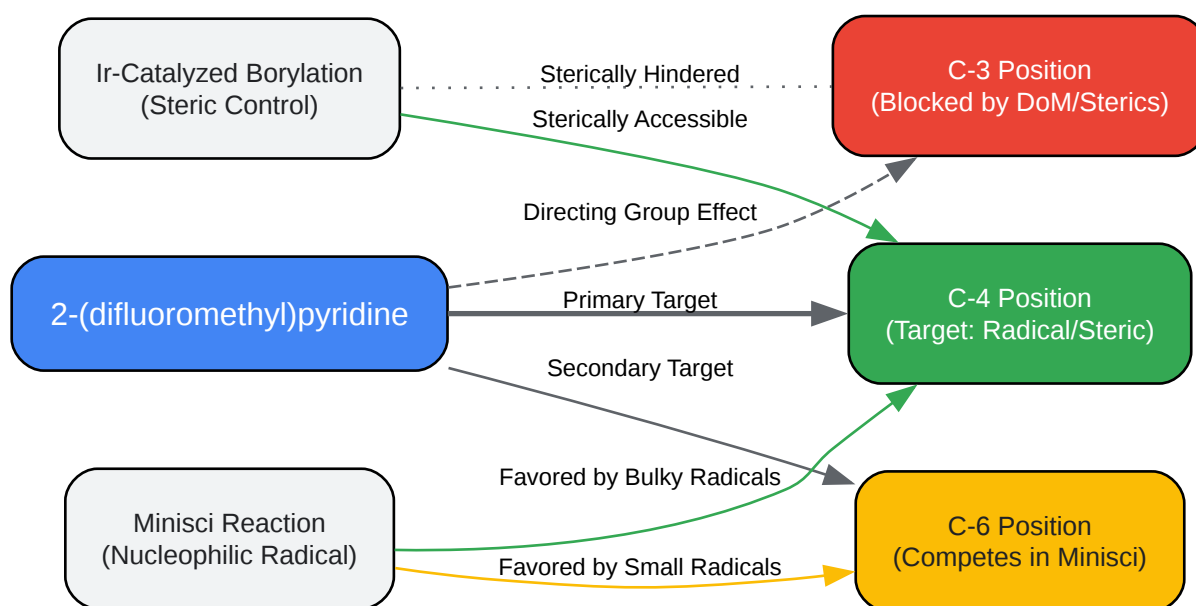 Ir-Catalyzed Borylation
(Steric Control)
Sterically Hindered
Sterically Accessible
C-3 Position
(Blocked by DoM/Sterics)
Directing Group Effect
2-(difluoromethyl)pyridine
Primary Target
C-4 Position
(Target: Radical/Steric)
Secondary Target
Favored by Bulky Radicals
Minisci Reaction
(Nucleophilic Radical)
Favored by Small Radicals
C-6 Position
(Competes in Minisci)